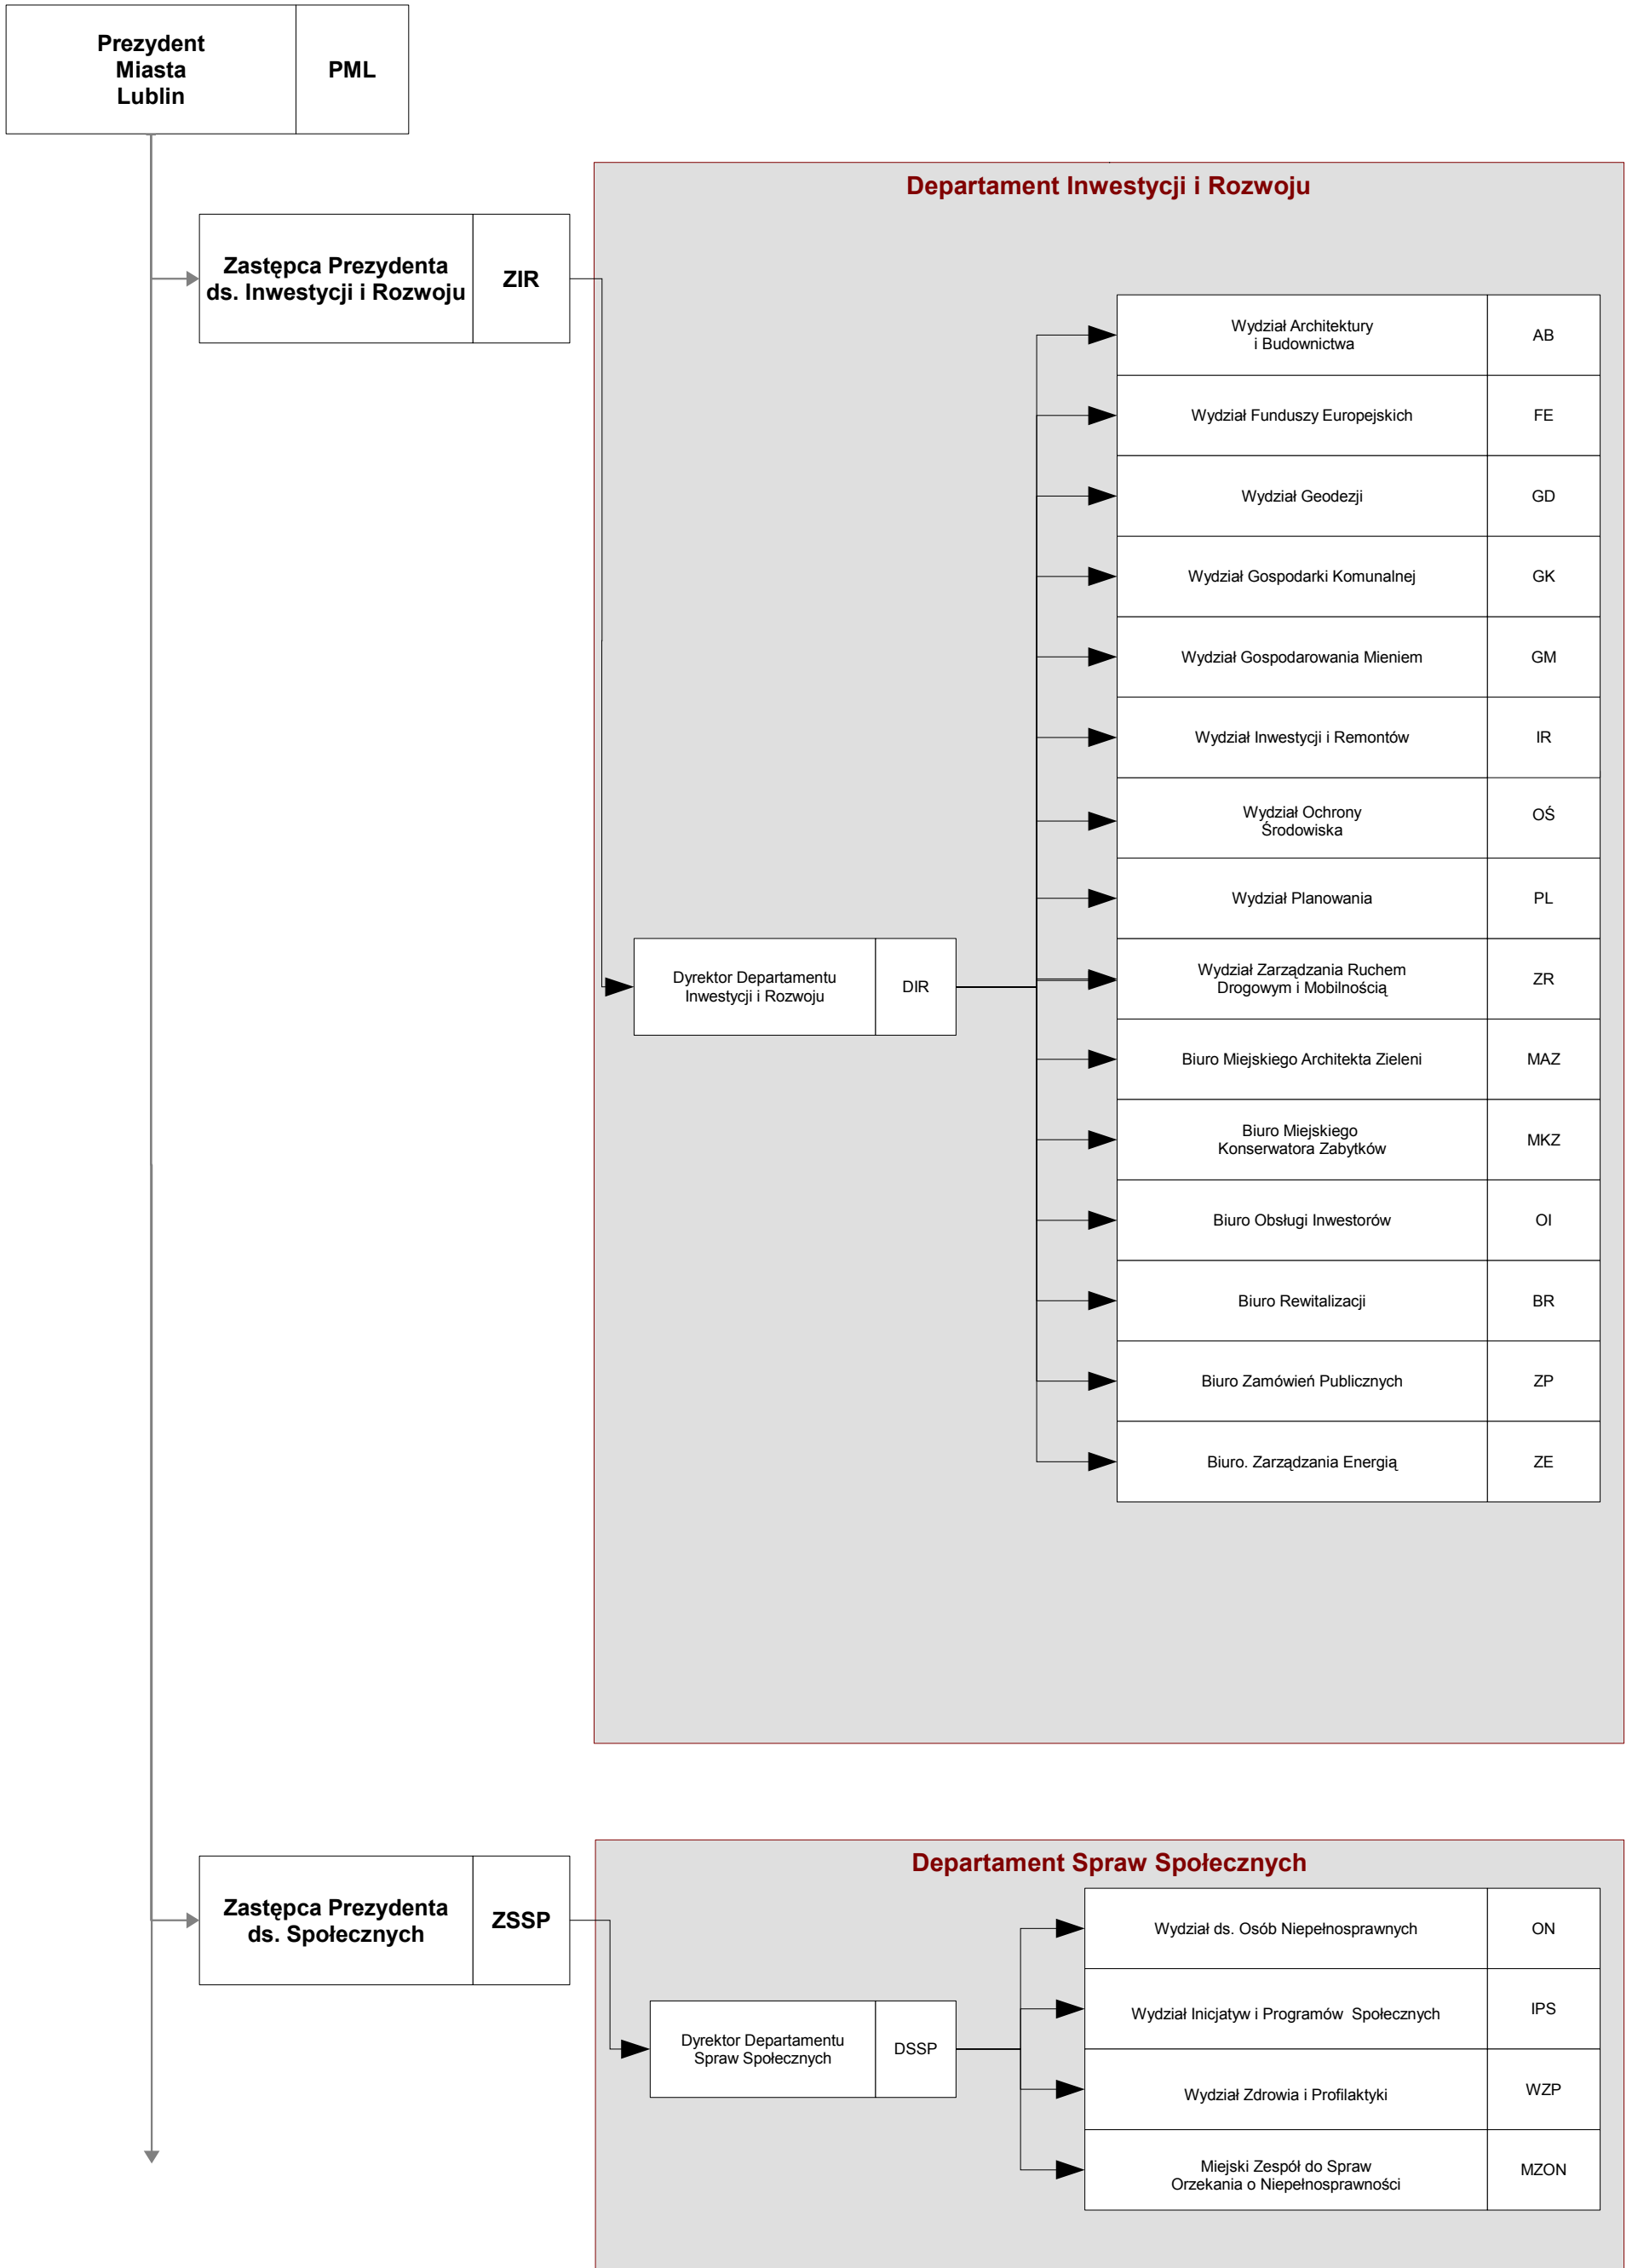 Prezydent
Miasta
Lublin
PML
Departament Inwestycji i Rozwoju
Zastępca Prezydenta
ds. Inwestycji i Rozwoju
ZIR
Wydział Architektury
i Budownictwa
AB
Wydział Funduszy Europejskich
FE
Wydział Geodezji
GD
Wydział Gospodarki Komunalnej
GK
Wydział Gospodarowania Mieniem
GM
Wydział Inwestycji i Remontów
IR
Wydział Ochrony
Środowiska
OŚ
Wydział Planowania
PL
Dyrektor Departamentu
Inwestycji i Rozwoju
DIR
Wydział Zarządzania Ruchem
Drogowym i Mobilnością
ZR
Biuro Miejskiego Architekta Zieleni
MAZ
Biuro Miejskiego
Konserwatora Zabytków
MKZ
Biuro Obsługi Inwestorów
OI
Biuro Rewitalizacji
BR
Biuro Zamówień Publicznych
ZP
Biuro. Zarządzania Energią
ZE
Departament Spraw Społecznych
Zastępca Prezydenta
ds. Społecznych
ZSSP
Wydział ds. Osób Niepełnosprawnych
ON
Wydział Inicjatyw i Programów  Społecznych
IPS
Dyrektor Departamentu
Spraw Społecznych
DSSP
Wydział Zdrowia i Profilaktyki
WZP
Miejski Zespół do Spraw
Orzekania o Niepełnosprawności
MZON